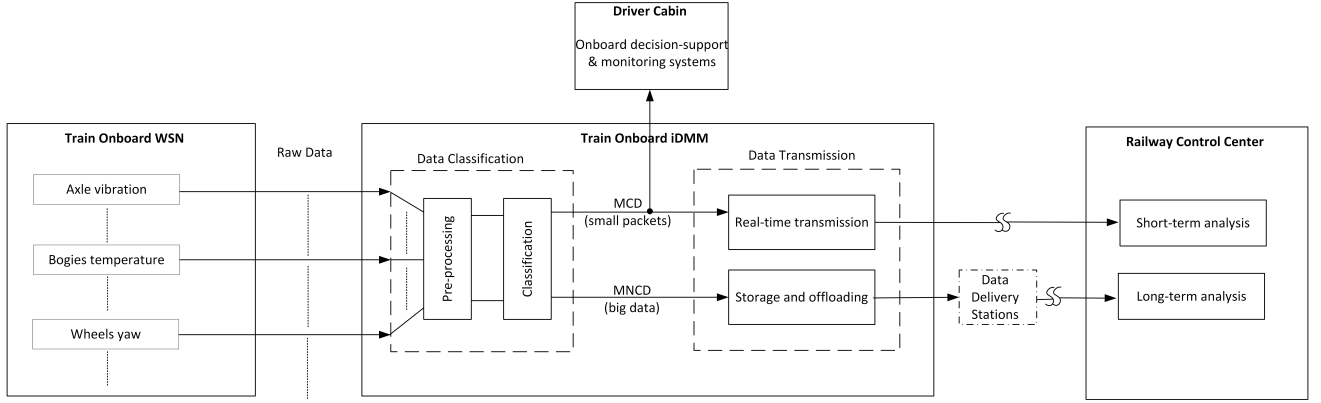 Driver Cabin
Onboard decision-support
& monitoring systems
Train Onboard WSN
Axle vibration
Bogies temperature
Wheels yaw
Raw Data
Train Onboard iDMM
Data Classification
Pre-processing
Classification
MCD
(small packets)
MNCD
(big data)
Data Transmission
Real-time transmission
Storage and offloading
Data
Delivery
Stations
Railway Control Center
Short-term analysis
Long-term analysis